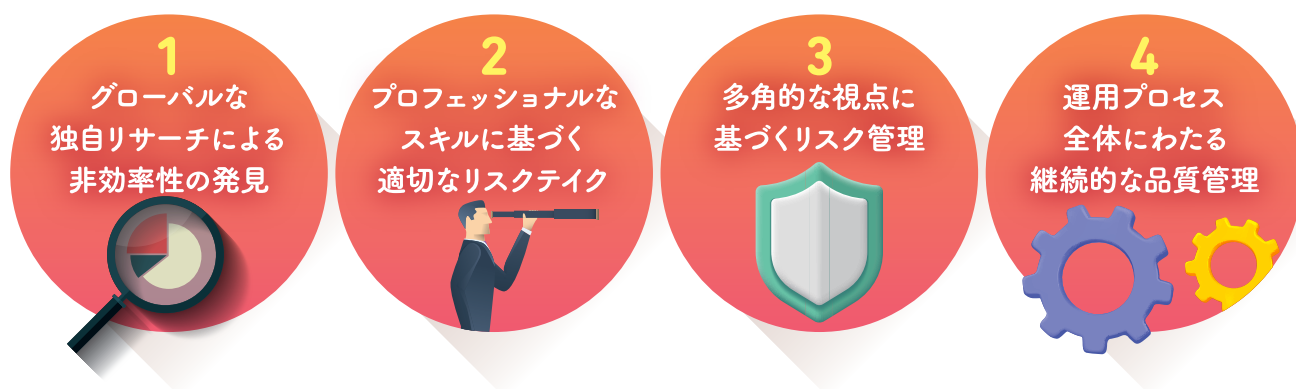 1
グローバルな
独自リサーチによる
非効率性の発見
2
プロフェッショナルな
スキルに基づく
適切なリスクテイク
3
多角的な視点に
基づくリスク管理
4
運用プロセス
全体にわたる
継続的な品質管理